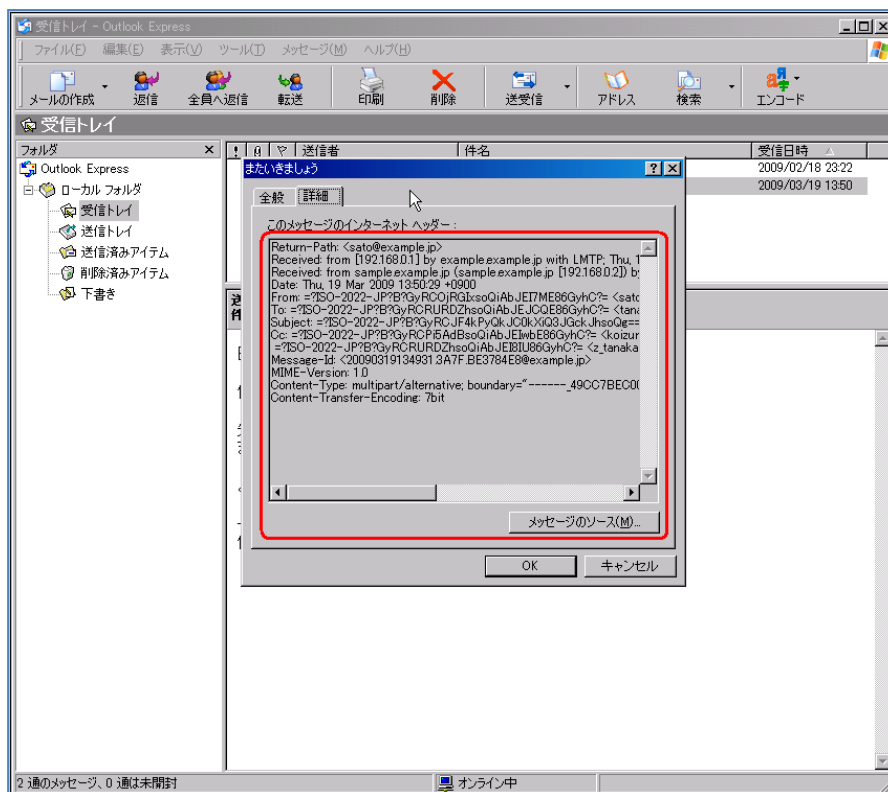 受信トレイ - Outlook Express
ファイル(F) 編集(E) 表示(V) ツール(T) メッセージ(M) ヘルプ(H)
メールの作成 返信 全員へ返信 転送 印刷 削除 送受信 アドレス 検索 エンコード
受信トレイ
フォルダ
Outlook Express
ローカル フォルダ
受信トレイ
送信トレイ
送信済みアイテム
削除済みアイテム
下書き
送信者 件名 受信日時
2009/02/18 23:22
2009/03/19 13:50
またいきましょう
全般 詳細
このメッセージのインターネット ヘッダー :
Return-Path: <sato@example.jp>
Received: from [192.168.0.1] by example.example.jp with LMTP; Thu, 1
Received: from sample.example.jp (sample.example.jp [192.168.0.2]) by
Date: Thu, 19 Mar 2009 13:50:29 +0900
From: =?ISO-2022-JP?B?GyRCOjRGIxsoQiAbJEI7ME86GyhC?= <sato
To: =?ISO-2022-JP?B?GyRCRURDZhsoQiAbJEJCQE86GyhC?= <tana
Subject: =?ISO-2022-JP?B?GyRCJF4kPyQkJC0kXiQ3JGckJhsoQg==
Cc: =?ISO-2022-JP?B?GyRCPi5AdBsoQiAbJEIwbE86GyhC?= <koizur
=?ISO-2022-JP?B?GyRCRURDZhsoQiAbJEI8IU86GyhC?= <z_tanaka
Message-Id: <20090319134931.3A7F.BE3784E8@example.jp>
MIME-Version: 1.0
Content-Type: multipart/alternative; boundary="------_49CC7BEC00
Content-Transfer-Encoding: 7bit
メッセージのソース(M)...
OK キャンセル
2 通のメッセージ、0 通は未開封 オンライン中